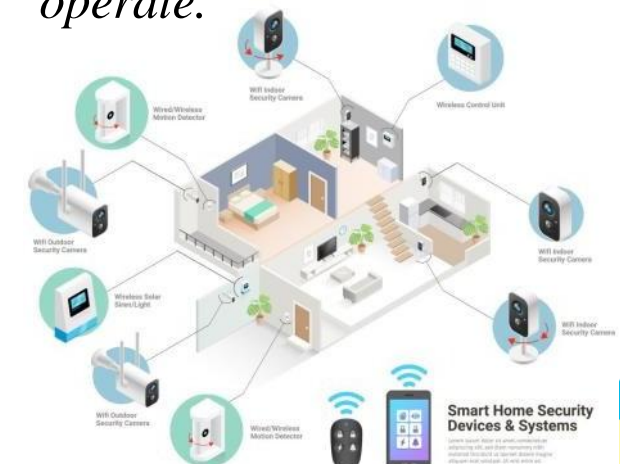 operate.
Wifi Indoor
Security Camera
Wireless Control Unit
Wired/Wireless
Motion Detector
Wifi Outdoor
Security Camera
Wifi Indoor
Security Camera
Wireless Solar
Siren/Light
Wifi Indoor
Security Camera
Wifi Outdoor
Security Camera
Wired/Wireless
Motion Detector
Smart Home Security
Devices & Systems